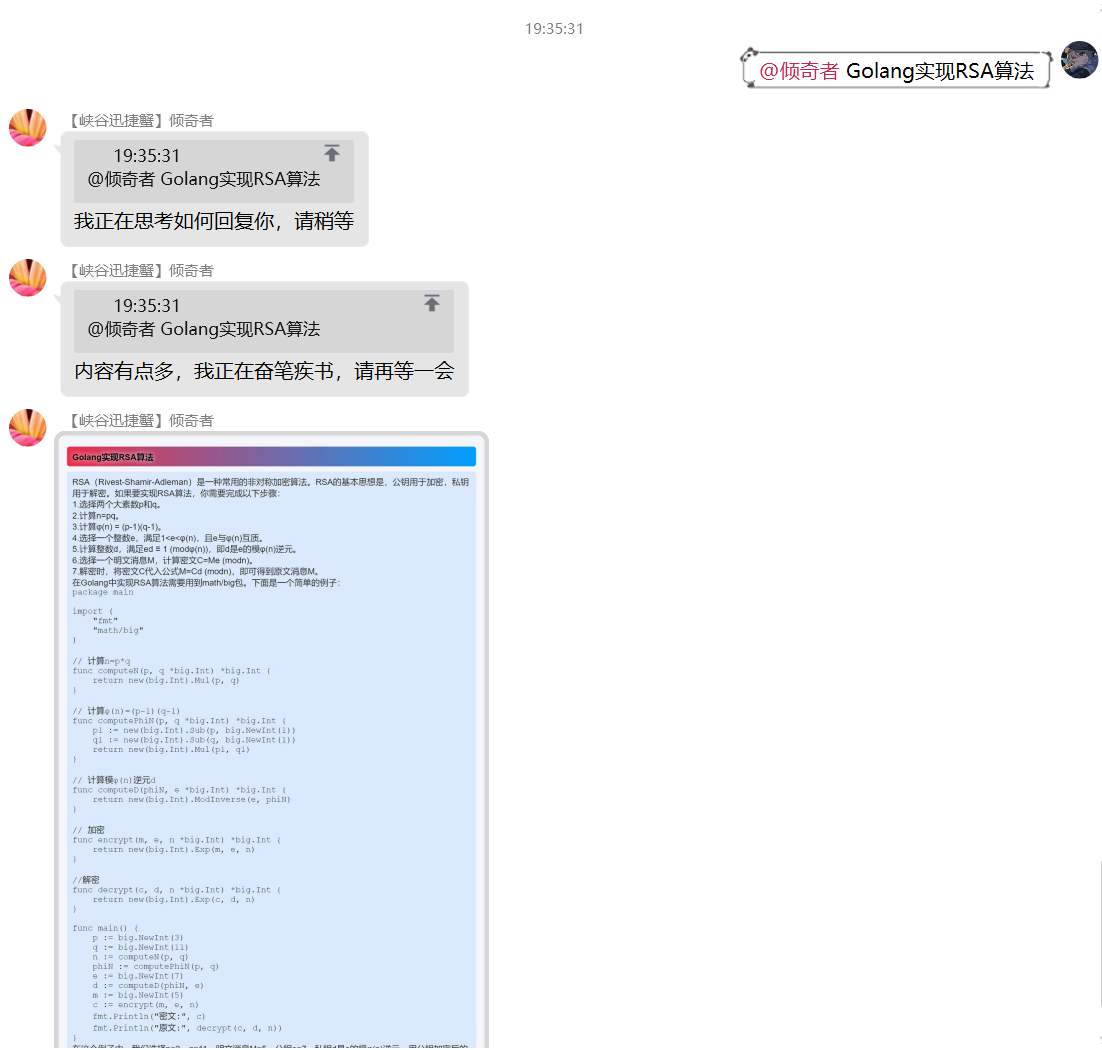 19:35:31
@倾奇者 Golang实现RSA算法
【峡谷迅捷蟹】倾奇者
19:35:31
@倾奇者 Golang实现RSA算法
我正在思考如何回复你，请稍等
【峡谷迅捷蟹】倾奇者
19:35:31
@倾奇者 Golang实现RSA算法
内容有点多，我正在奋笔疾书，请再等一会
【峡谷迅捷蟹】倾奇者
Golang实现RSA算法
RSA（Rivest-Shamir-Adleman）是一种常用的非对称加密算法。RSA的基本思想是，公钥用于加密，私钥
用于解密。如果要实现RSA算法，你需要完成以下步骤：
1.选择两个大素数p和q。
2.计算n=pq。
3.计算φ(n) = (p-1)(q-1)。
4.选择一个整数e，满足1<e<φ(n)，且e与φ(n)互质。
5.计算整数d，满足ed ≡ 1 (modφ(n))，即d是e的模φ(n)逆元。
6.选择一个明文消息M，计算密文C=Me (modn)。
7.解密时，将密文C代入公式M=Cd (modn)，即可得到原文消息M。
在Golang中实现RSA算法需要用到math/big包。下面是一个简单的例子：
package main
import (
"fmt"
"math/big"
)
// 计算n=p*q
func computeN(p, q *big.Int) *big.Int {
return new(big.Int).Mul(p, q)
}
// 计算φ(n)=(p-1)(q-1)
func computePhiN(p, q *big.Int) *big.Int {
p1 := new(big.Int).Sub(p, big.NewInt(1))
q1 := new(big.Int).Sub(q, big.NewInt(1))
return new(big.Int).Mul(p1, q1)
}
// 计算模φ(n)逆元d
func computeD(phiN, e *big.Int) *big.Int {
return new(big.Int).ModInverse(e, phiN)
}
// 加密
func encrypt(m, e, n *big.Int) *big.Int {
return new(big.Int).Exp(m, e, n)
}
//解密
func decrypt(c, d, n *big.Int) *big.Int {
return new(big.Int).Exp(c, d, n)
}
func main() {
p := big.NewInt(3)
q := big.NewInt(11)
n := computeN(p, q)
phiN := computePhiN(p, q)
e := big.NewInt(7)
d := computeD(phiN, e)
m := big.NewInt(5)
c := encrypt(m, e, n)
fmt.Println("密文:", c)
fmt.Println("原文:", decrypt(c, d, n))
}